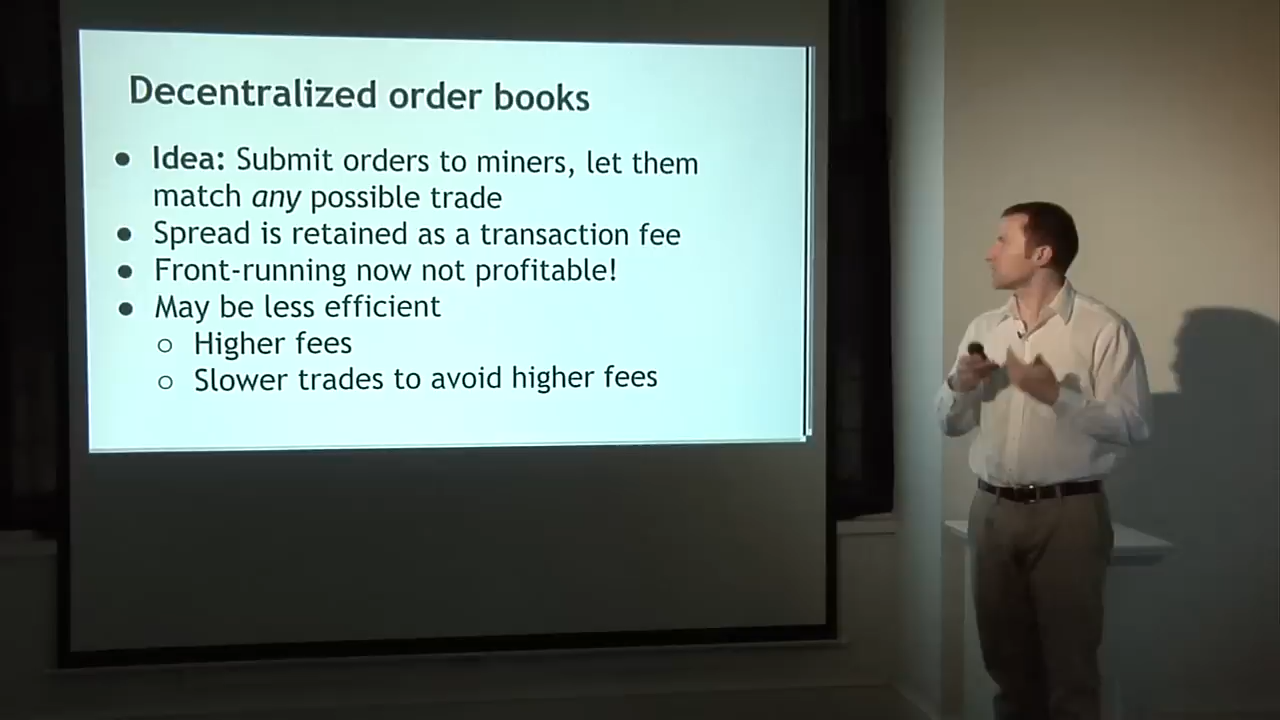 Decentralized order books
● Idea: Submit orders to miners, let them
match any possible trade
● Spread is retained as a transaction fee
● Front-running now not profitable!
● May be less efficient
○ Higher fees
○ Slower trades to avoid higher fees